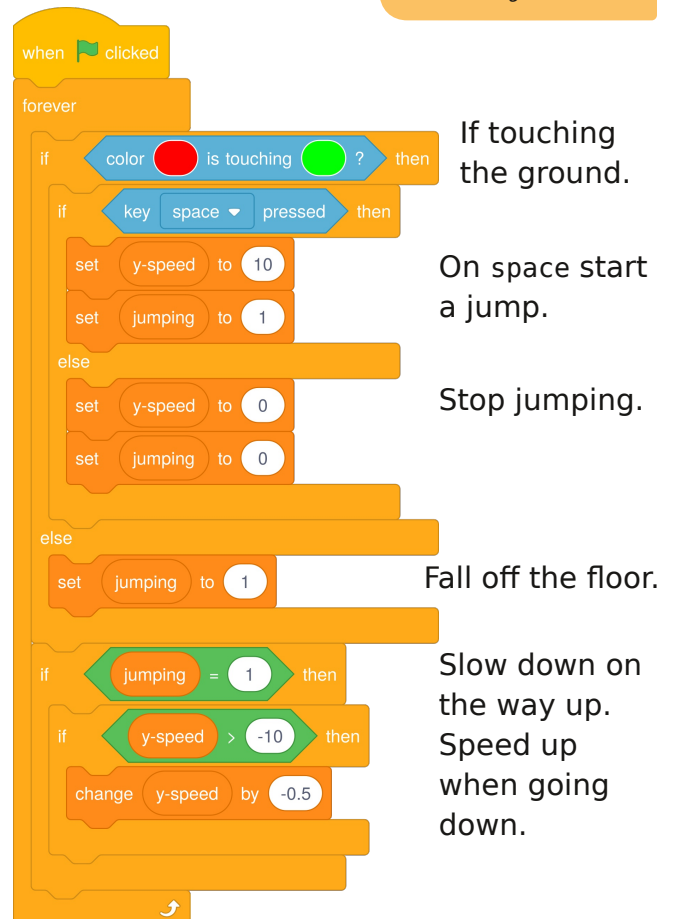 when clicked
forever
if color is touching ? then
If touching
the ground.
if key space pressed then
set y-speed to 10
set jumping to 1
On space start
a jump.
else
set y-speed to 0
set jumping to 0
Stop jumping.
else
set jumping to 1
Fall off the floor.
if jumping = 1 then
if y-speed > -10 then
change y-speed by -0.5
Slow down on
the way up.
Speed up
when going
down.